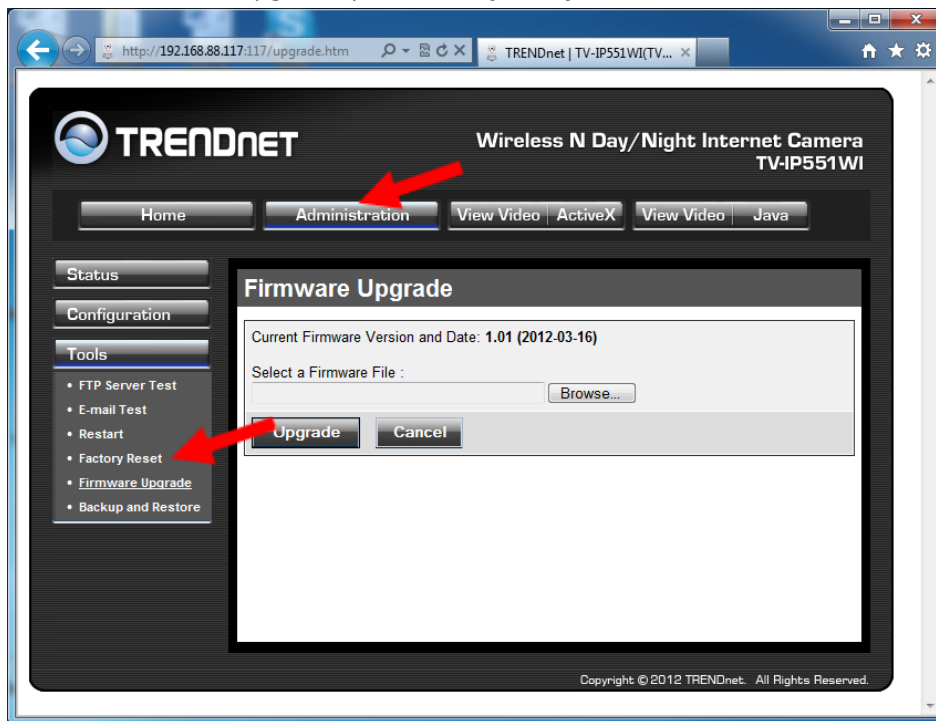 http://192.168.88.117:117/upgrade.htm
TRENDnet | TV-IP551WI(TV...
TRENDNET
Wireless N Day/Night Internet Camera
TV-IP551WI
Home Administration View Video ActiveX View Video Java
Status
Configuration
Tools
• FTP Server Test
• E-mail Test
• Restart
• Factory Reset
• Firmware Upgrade
• Backup and Restore
Firmware Upgrade
Current Firmware Version and Date: 1.01 (2012-03-16)
Select a Firmware File :
Browse...
Upgrade Cancel
Copyright © 2012 TRENDnet. All Rights Reserved.